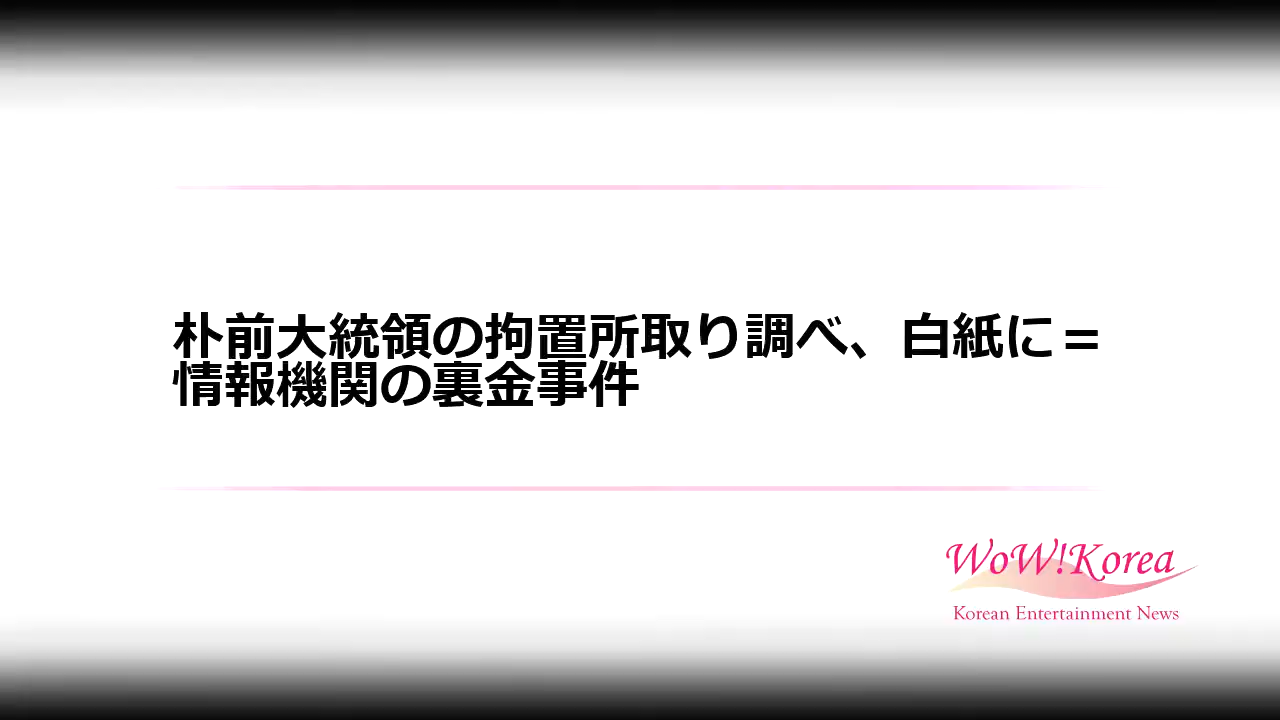 朴前大統領の拘置所取り調べ、白紙に＝
情報機関の裏金事件
WoW!Korea
Korean Entertainment News